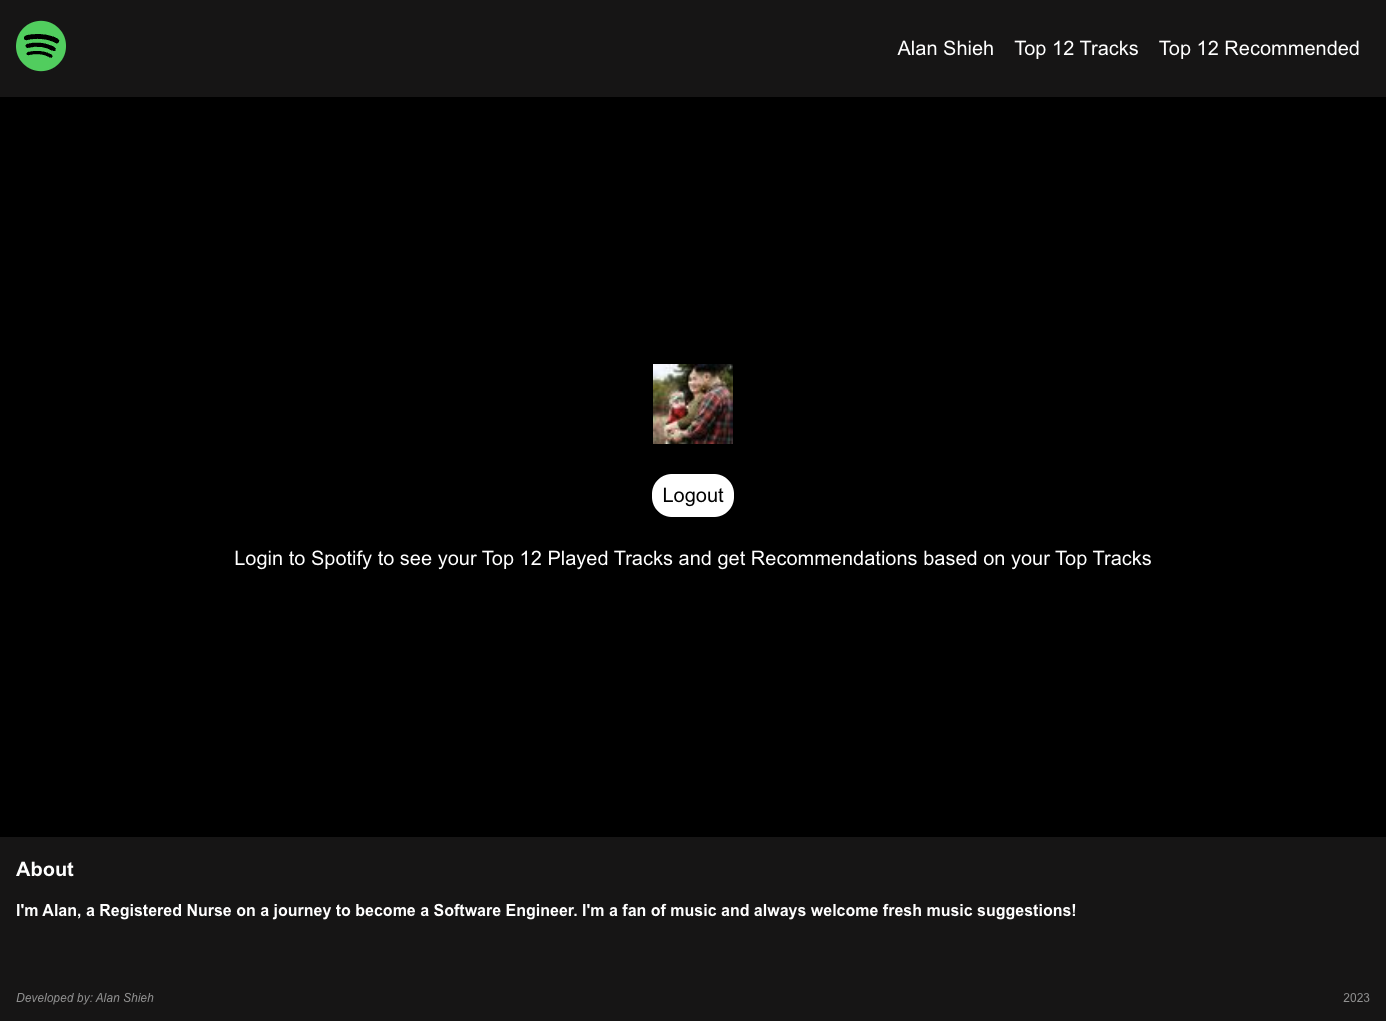 Alan Shieh Top 12 Tracks Top 12 Recommended
Logout
Login to Spotify to see your Top 12 Played Tracks and get Recommendations based on your Top Tracks
About
I'm Alan, a Registered Nurse on a journey to become a Software Engineer. I'm a fan of music and always welcome fresh music suggestions!
Developed by: Alan Shieh 2023